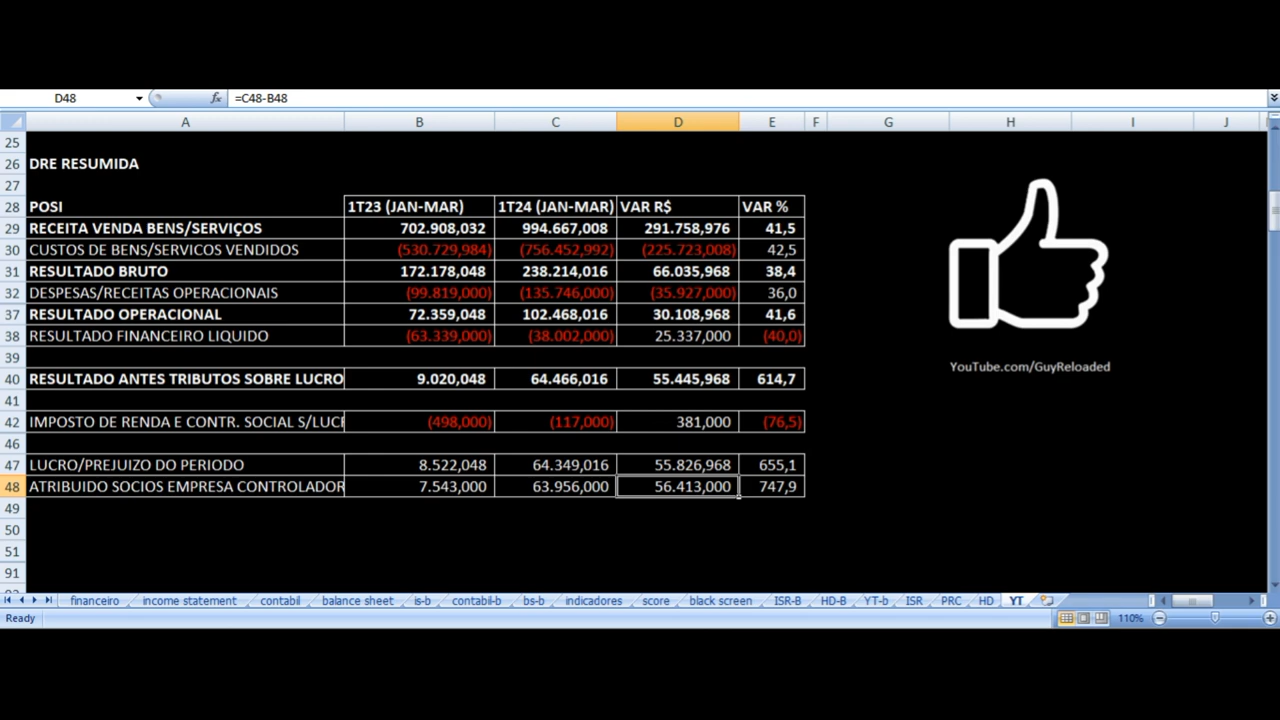 D48 fx =C48-B48
A B C D E F G H I J
25
26 DRE RESUMIDA
27
28 POSI 1T23 (JAN-MAR) 1T24 (JAN-MAR) VAR R$ VAR %
29 RECEITA VENDA BENS/SERVIÇOS 702.908,032 994.667,008 291.758,976 41,5
30 CUSTOS DE BENS/SERVICOS VENDIDOS (530.729,984) (756.452,992) (225.723,008) 42,5
31 RESULTADO BRUTO 172.178,048 238.214,016 66.035,968 38,4
32 DESPESAS/RECEITAS OPERACIONAIS (99.819,000) (135.746,000) (35.927,000) 36,0
37 RESULTADO OPERACIONAL 72.359,048 102.468,016 30.108,968 41,6
38 RESULTADO FINANCEIRO LIQUIDO (63.339,000) (38.002,000) 25.337,000 (40,0)
YouTube.com/GuyReloaded
39
40 RESULTADO ANTES TRIBUTOS SOBRE LUCRO 9.020,048 64.466,016 55.445,968 614,7
41
42 IMPOSTO DE RENDA E CONTR. SOCIAL S/LUCR (498,000) (117,000) 381,000 (76,5)
46
47 LUCRO/PREJUIZO DO PERIODO 8.522,048 64.349,016 55.826,968 655,1
48 ATRIBUIDO SOCIOS EMPRESA CONTROLADOR 7.543,000 63.956,000 56.413,000 747,9
49
50
51
91
financeiro income statement contabil balance sheet is-b contabil-b bs-b indicadores score black screen ISR-B HD-B YT-b ISR PRC HD YT
Ready 110%